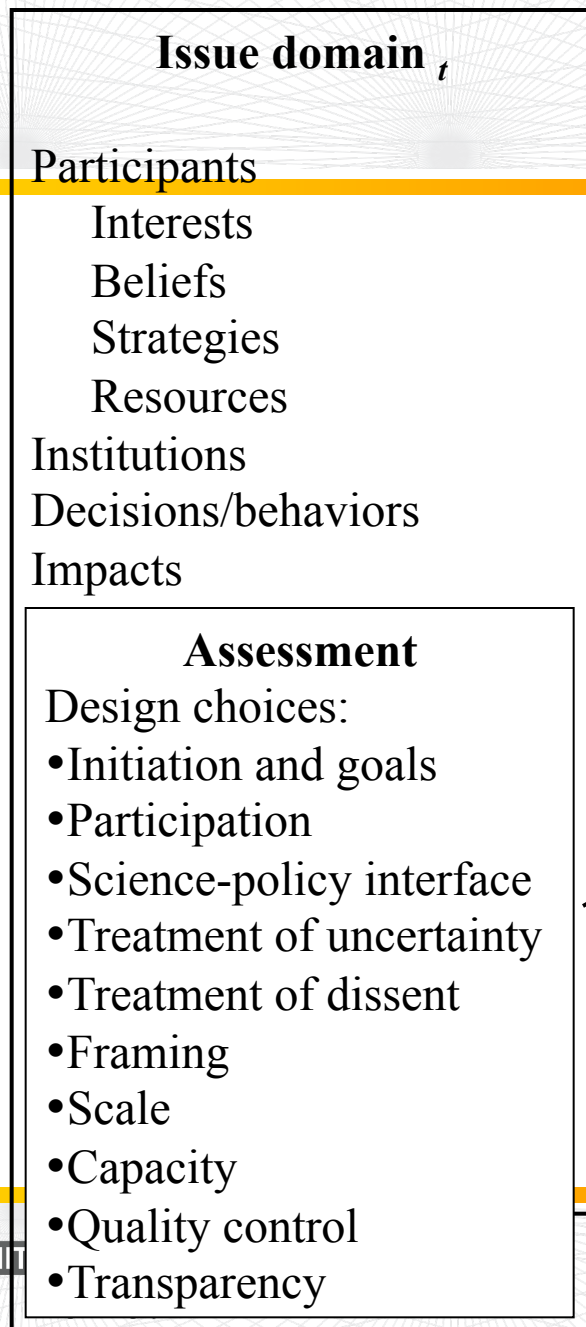 Issue domain t
Participants
Interests
Beliefs
Strategies
Resources
Institutions
Decisions/behaviors
Impacts
Assessment
Design choices:
•Initiation and goals
•Participation
•Science-policy interface
•Treatment of uncertainty
•Treatment of dissent
•Framing
•Scale
•Capacity
•Quality control
•Transparency